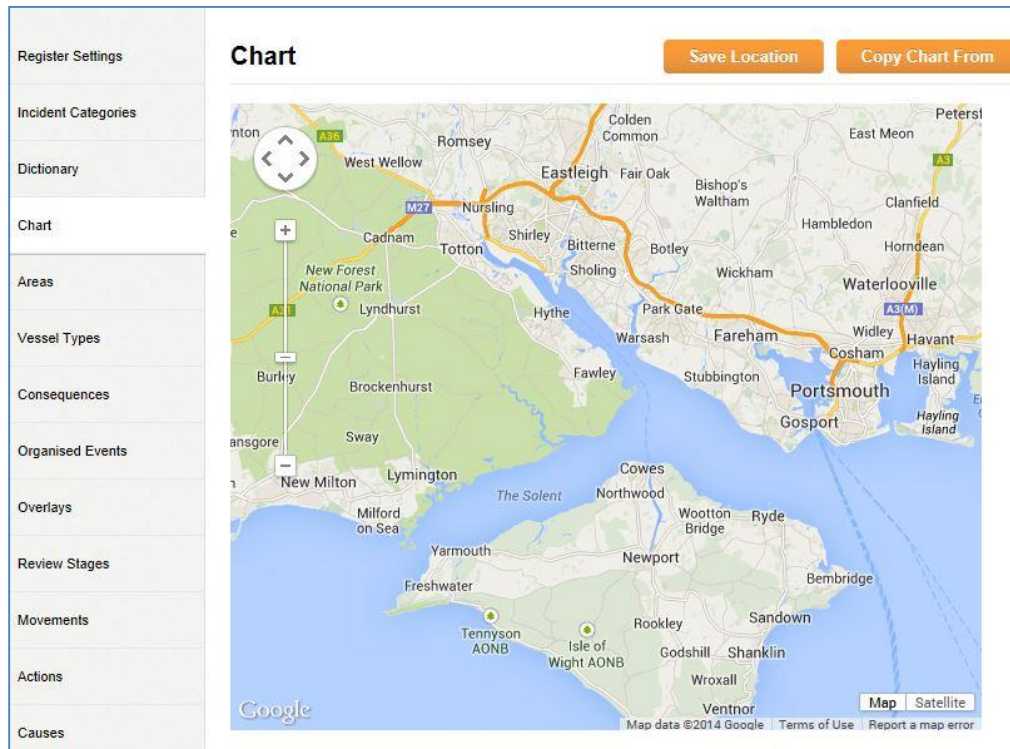 Register Settings
Incident Categories
Dictionary
Chart
Areas
Vessel Types
Consequences
Organised Events
Overlays
Review Stages
Movements
Actions
Causes
Chart
Save Location
Copy Chart From
Colden
Common
Petersf
nton
A36
Romsey
East Meon
A3
West Wellow
Eastleigh
Fair Oak
Bishop's
Waltham
Clanfield
M27
Nursling
Hambledon
e
Cadnam
Totton
Shirley
Bitterne
Botley
Horndean
New Forest
National Park
Sholing
Wickham
Waterlooville
A31
Lyndhurst
Hythe
Park Gate
A3(M)
Warsash
Fareham
Widley
Havant
Cosham
Hayling
Island
Burley
Brockenhurst
Fawley
Stubbington
Portsmouth
Gosport
Hayling
Island
ansgore
Sway
New Milton
Lymington
Cowes
The Solent
Northwood
Milford
on Sea
Wootton
Bridge
Ryde
Yarmouth
Newport
Freshwater
Bembridge
Tennyson
AONB
Isle of
Wight AONB
Rookley
Sandown
Godshill
Shanklin
Wroxall
Ventnor
Google
Map
Satellite
Map data ©2014 Google
Terms of Use
Report a map error